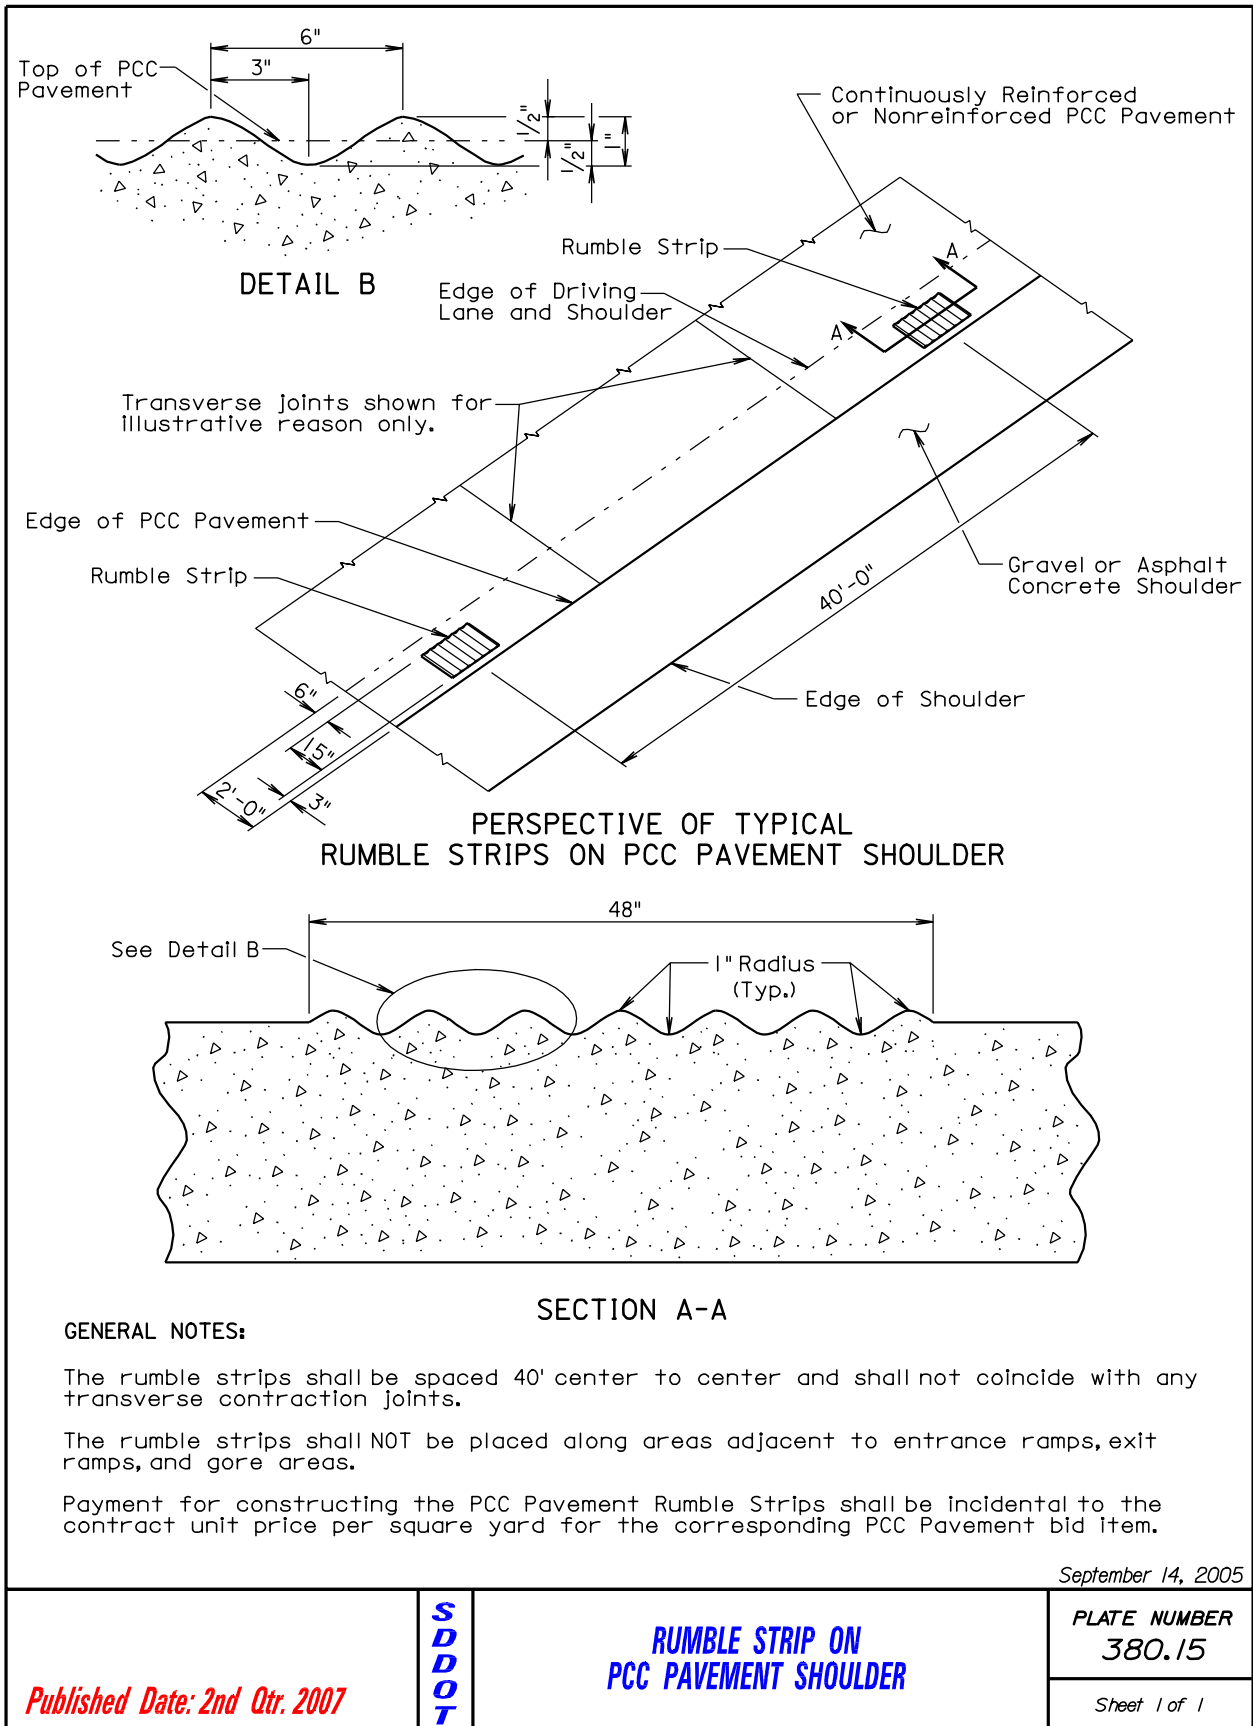 6"
3"
Top of PCC
Pavement
1/2"
1/2"
1"
DETAIL B
Continuously Reinforced
or Nonreinforced PCC Pavement
Rumble Strip
A
A
Edge of Driving
Lane and Shoulder
Transverse joints shown for
illustrative reason only.
Edge of PCC Pavement
Rumble Strip
Gravel or Asphalt
Concrete Shoulder
40'-0"
Edge of Shoulder
6"
15"
3"
2'-0"
PERSPECTIVE OF TYPICAL
RUMBLE STRIPS ON PCC PAVEMENT SHOULDER
48"
See Detail B
1" Radius
(Typ.)
SECTION A-A
GENERAL NOTES:
The rumble strips shall be spaced 40' center to center and shall not coincide with any
transverse contraction joints.
The rumble strips shall NOT be placed along areas adjacent to entrance ramps, exit
ramps, and gore areas.
Payment for constructing the PCC Pavement Rumble Strips shall be incidental to the
contract unit price per square yard for the corresponding PCC Pavement bid item.
September 14, 2005
Published Date: 2nd Qtr. 2007
SDDOT
RUMBLE STRIP ON
PCC PAVEMENT SHOULDER
PLATE NUMBER
380.15
Sheet 1 of 1